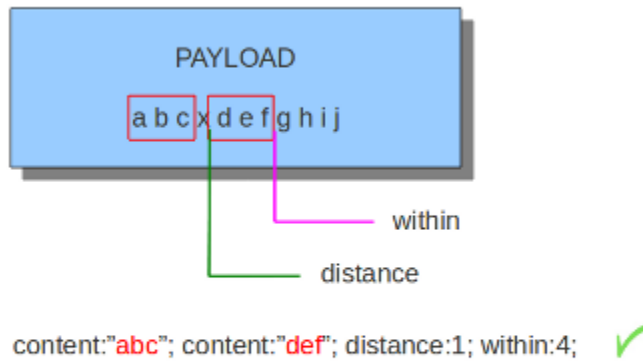 PAYLOAD
a b c x d e f g h i j
within
distance
content:”abc”; content:”def”; distance:1; within:4;